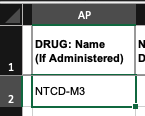 AP
DRUG: Name
(If Administered)
1
2
NTCD-M3